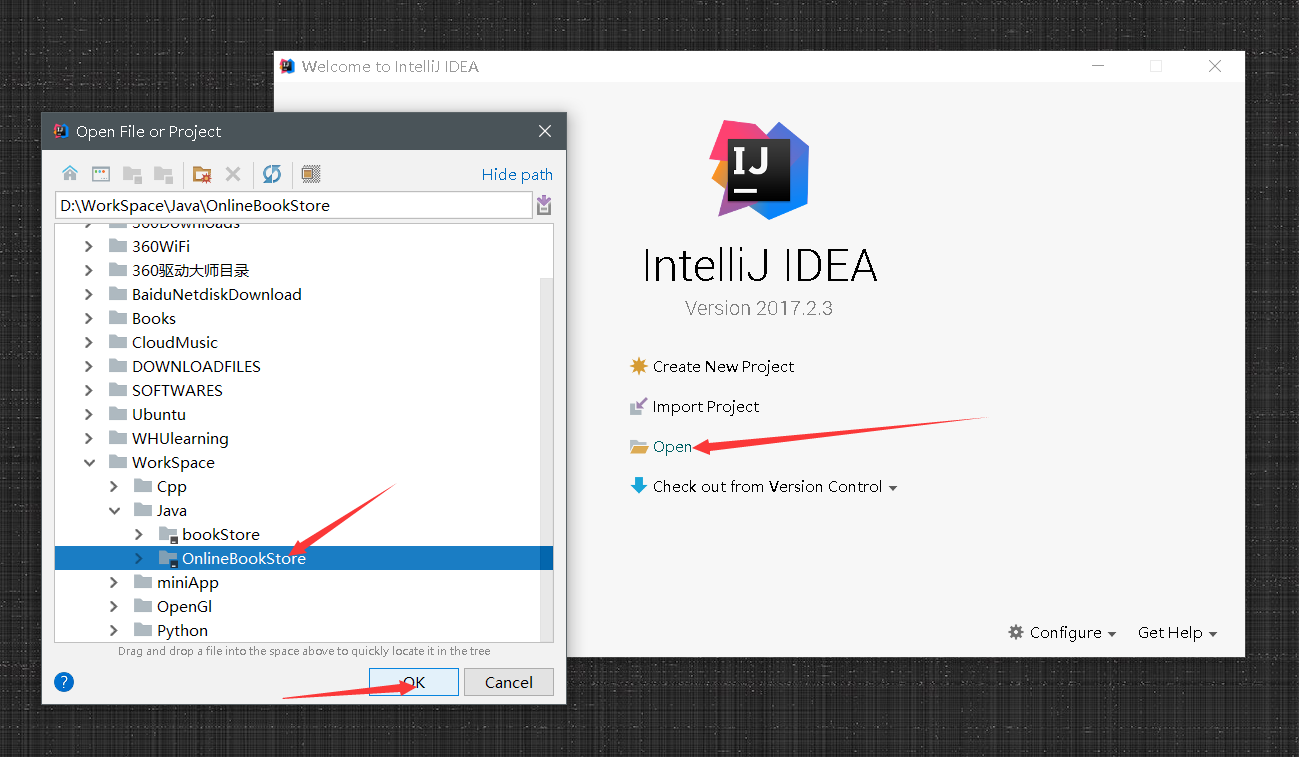 Welcome to IntelliJ IDEA
Open File or Project
Hide path
D:\WorkSpace\Java\OnlineBookStore
360Downloads
360WiFi
360驱动大师目录
BaiduNetdiskDownload
Books
CloudMusic
DOWNLOADFILES
SOFTWARES
Ubuntu
WHUlearning
WorkSpace
Cpp
Java
bookStore
OnlineBookStore
miniApp
OpenGl
Python
Drag and drop a file into the space above to quickly locate it in the tree
?
OK
Cancel
IJ
IntelliJ IDEA
Version 2017.2.3
Create New Project
Import Project
Open
Check out from Version Control
Configure
Get Help